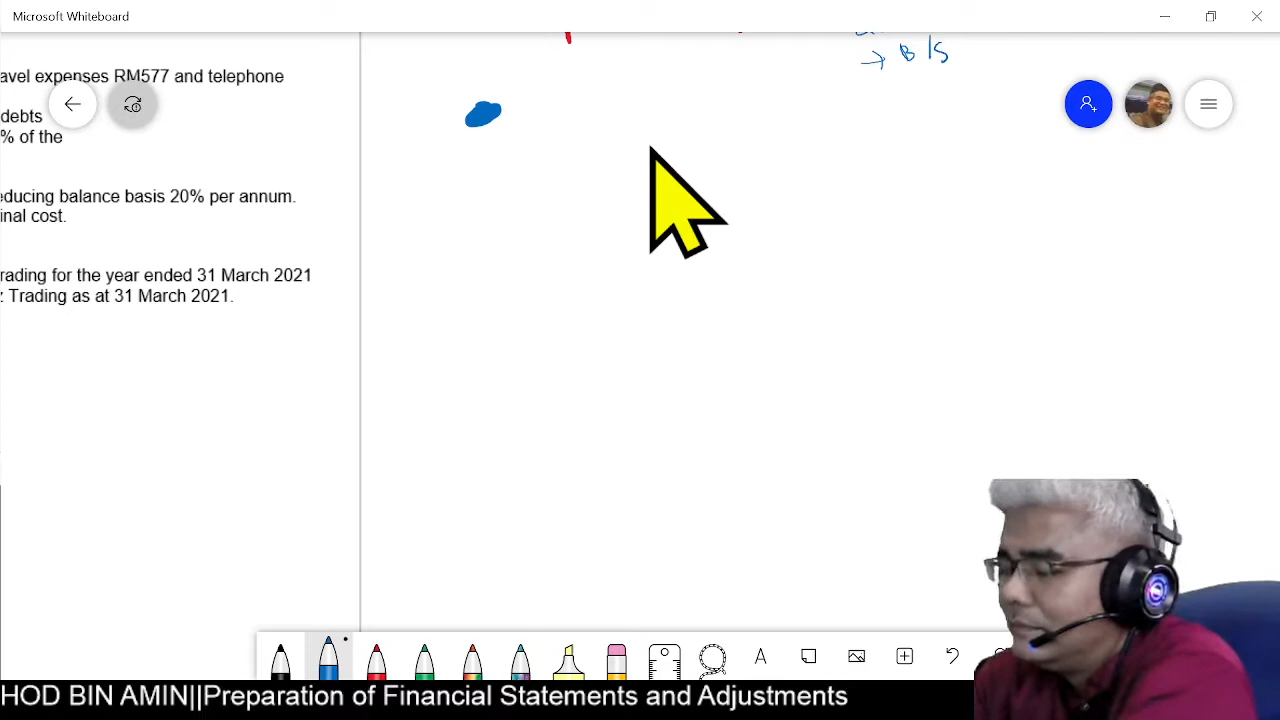 Microsoft Whiteboard
avel expenses RM577 and telephone
debts
% of the
educing balance basis 20% per annum.
inal cost.
rading for the year ended 31 March 2021
z Trading as at 31 March 2021.
→ B/S
A
HOD BIN AMIN||Preparation of Financial Statements and Adjustments